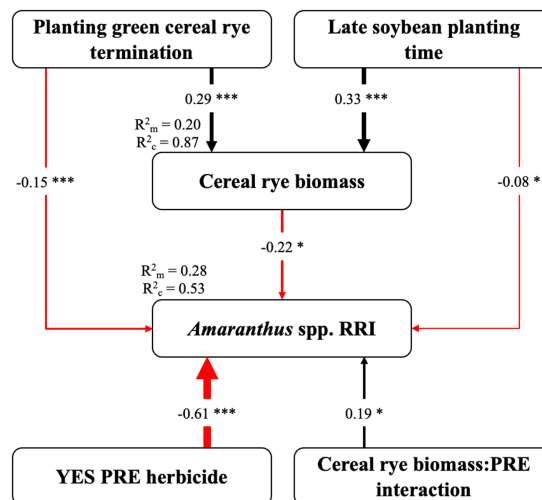 Planting green cereal rye
termination
Late soybean planting
time
0.29 ***
0.33 ***
R²m = 0.20
R²c = 0.87
-0.15 ***
-0.08 *
Cereal rye biomass
-0.22 *
R²m = 0.28
R²c = 0.53
Amaranthus spp. RRI
-0.61 ***
0.19 *
YES PRE herbicide
Cereal rye biomass:PRE
interaction